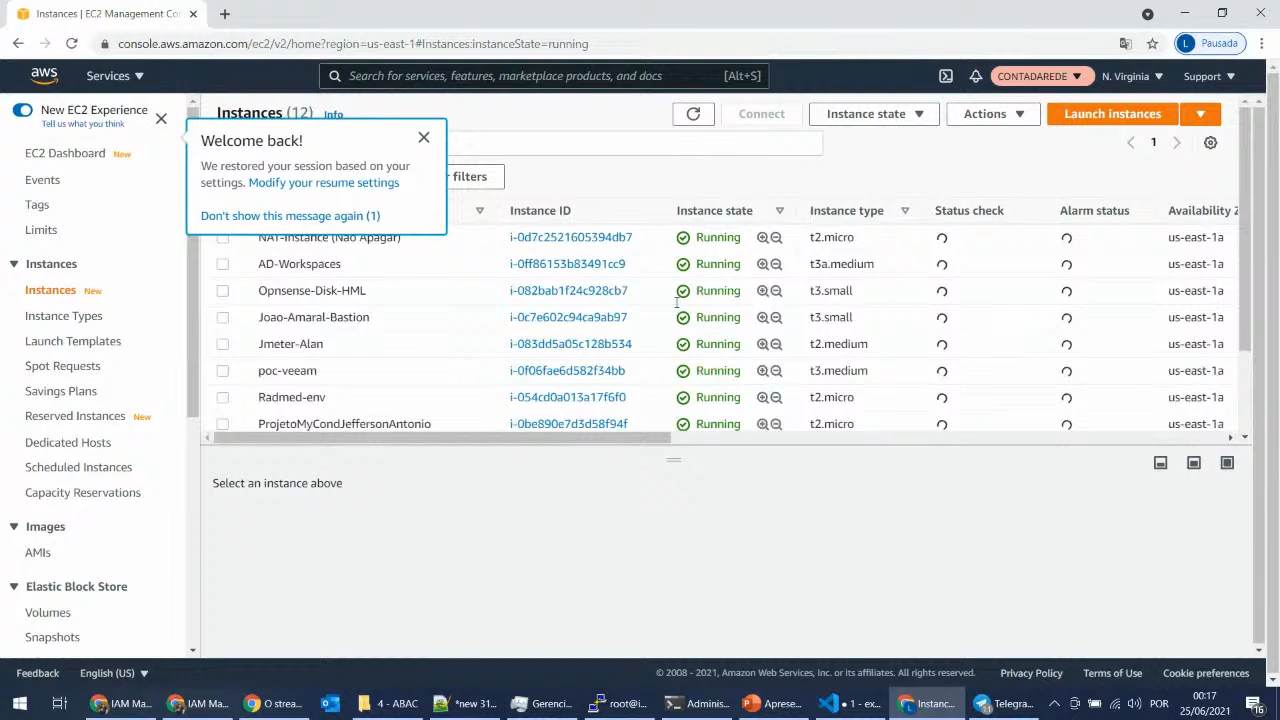 Instances | EC2 Management Co
console.aws.amazon.com/ec2/v2/home?region=us-east-1#Instances:instanceState=running
L Pausada
aws Services Search for services, features, marketplace products, and docs [Alt+S] CONTADAREDE N. Virginia Support
New EC2 Experience
Tell us what you think
EC2 Dashboard New
Events
Tags
Limits
Instances
Instances New
Instance Types
Launch Templates
Spot Requests
Savings Plans
Reserved Instances New
Dedicated Hosts
Scheduled Instances
Capacity Reservations
Images
AMIs
Elastic Block Store
Volumes
Snapshots
Instances (12) Info Connect Instance state Actions Launch instances
1
Welcome back!
We restored your session based on your
settings. Modify your resume settings
Don't show this message again (1)
filters
Instance ID Instance state Instance type Status check Alarm status Availability Z
NAT-Instance (Nao Apagar) i-0d7c2521605394db7 Running t2.micro us-east-1a
AD-Workspaces i-0ff86153b83491cc9 Running t3a.medium us-east-1a
Opnsense-Disk-HML i-082bab1f24c928cb7 Running t3.small us-east-1a
Joao-Amaral-Bastion i-0c7e602c94ca9ab97 Running t3.small us-east-1a
Jmeter-Alan i-083dd5a05c128b534 Running t2.medium us-east-1a
poc-veeam i-0f06fae6d582f34bb Running t3.medium us-east-1a
Radmed-env i-054cd0a013a17f6f0 Running t2.micro us-east-1a
ProjetoMyCondJeffersonAntonio i-0be890e7d3d58f94f Running t2.micro us-east-1a
Select an instance above
Feedback English (US) © 2008 - 2021, Amazon Web Services, Inc. or its affiliates. All rights reserved. Privacy Policy Terms of Use Cookie preferences
IAM Ma... IAM Ma... O strea... 4 - ABAC *new 31... Gerenci... root@i... Adminis... Aprese... 1 - ex... Instanc... Telegra... POR 00:17
25/06/2021 16